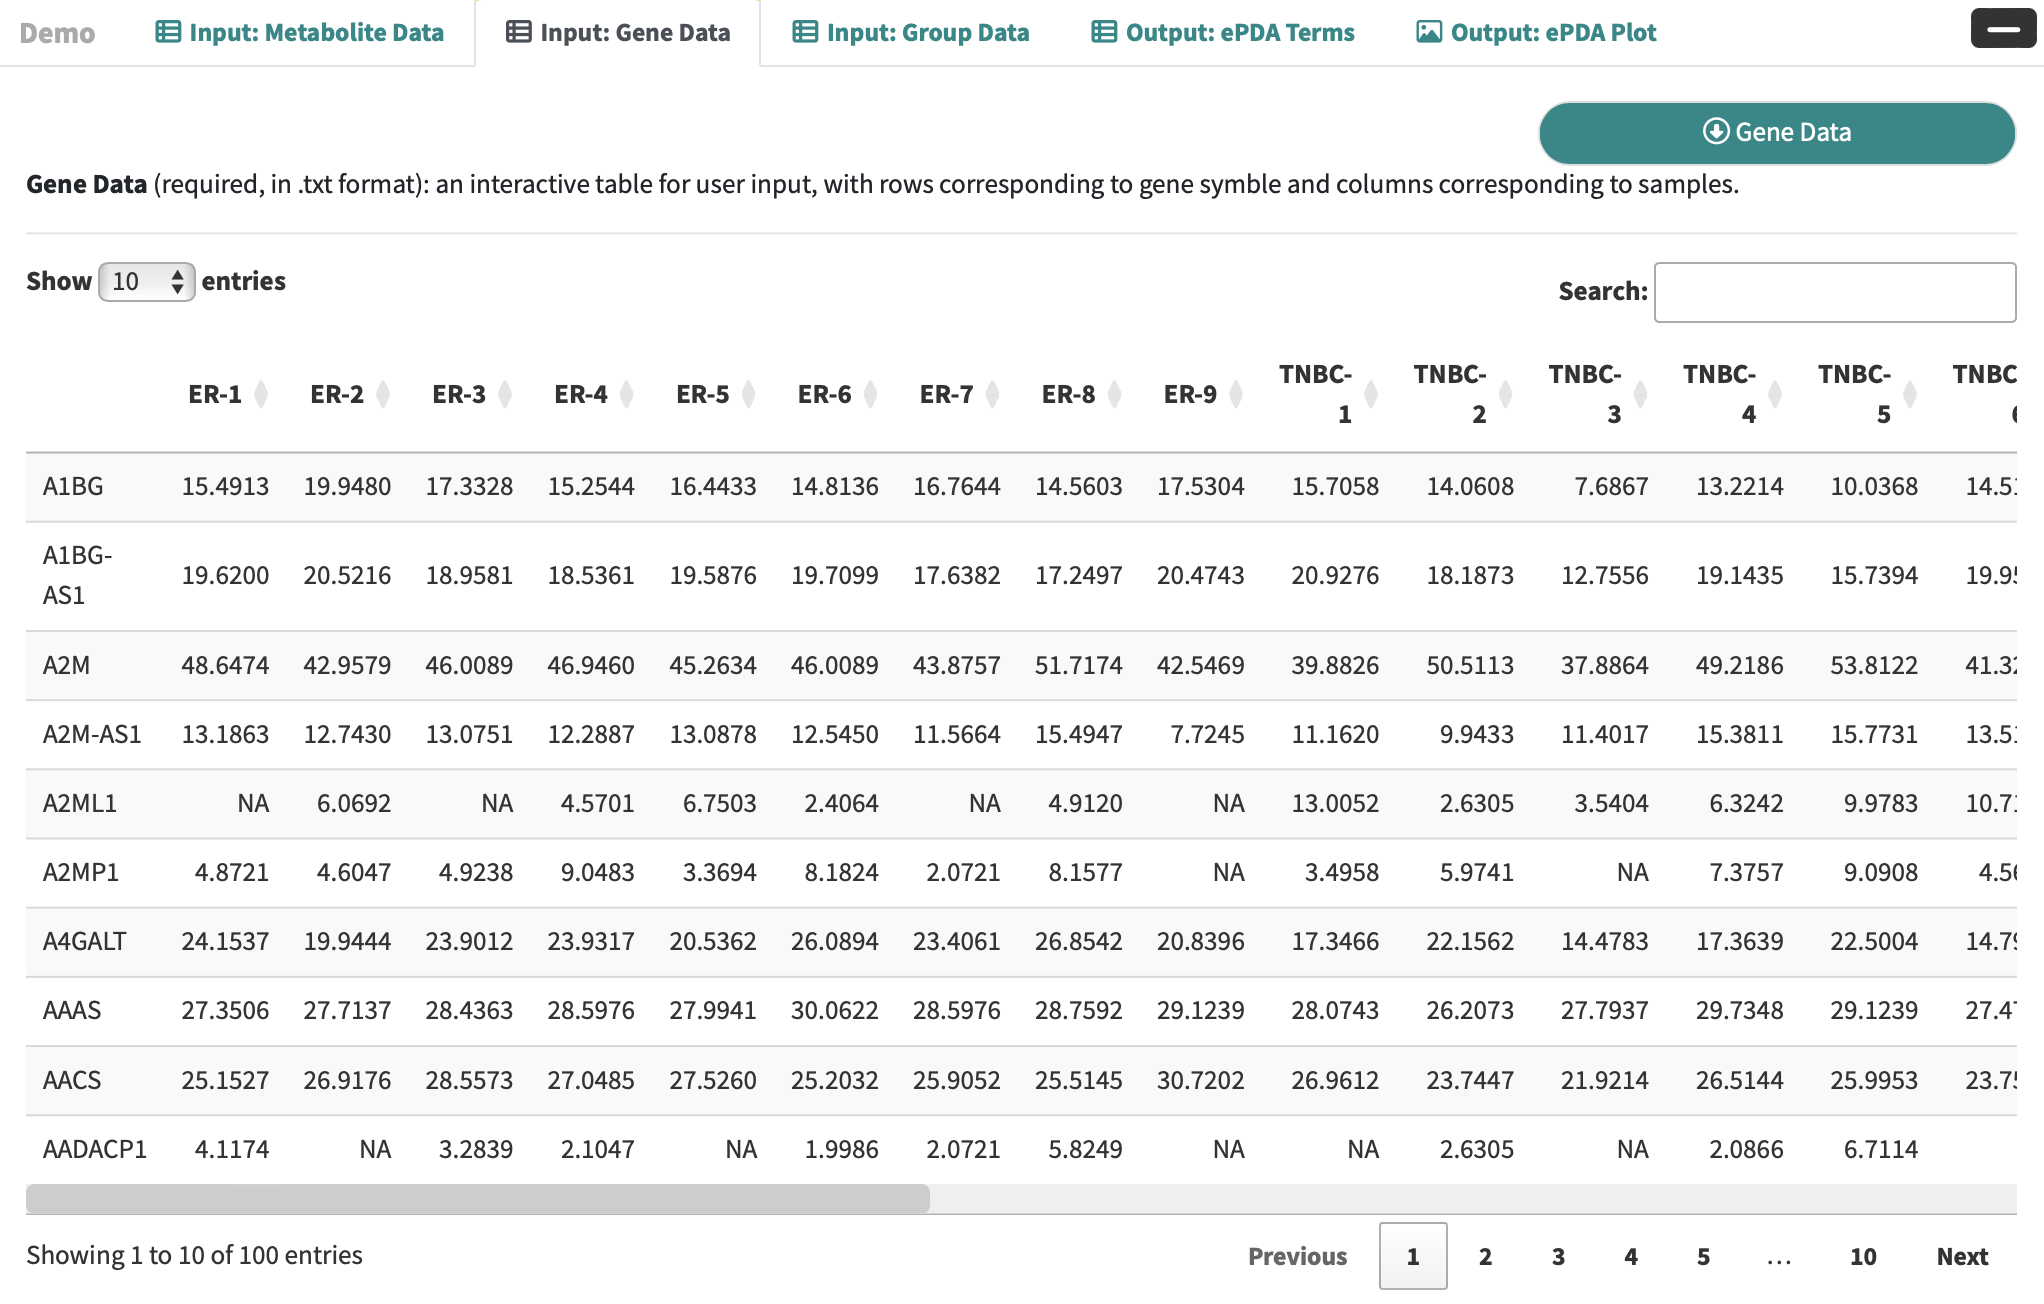 Demo Input: Metabolite Data Input: Gene Data Input: Group Data Output: ePDA Terms Output: ePDA Plot
Gene Data
Gene Data (required, in .txt format): an interactive table for user input, with rows corresponding to gene symble and columns corresponding to samples.
Show 10 entries
Search:
ER-1 ER-2 ER-3 ER-4 ER-5 ER-6 ER-7 ER-8 ER-9 TNBC-1 TNBC-2 TNBC-3 TNBC-4 TNBC-5 TNBC
A1BG 15.4913 19.9480 17.3328 15.2544 16.4433 14.8136 16.7644 14.5603 17.5304 15.7058 14.0608 7.6867 13.2214 10.0368 14.5
A1BG-AS1 19.6200 20.5216 18.9581 18.5361 19.5876 19.7099 17.6382 17.2497 20.4743 20.9276 18.1873 12.7556 19.1435 15.7394 19.9
A2M 48.6474 42.9579 46.0089 46.9460 45.2634 46.0089 43.8757 51.7174 42.5469 39.8826 50.5113 37.8864 49.2186 53.8122 41.3
A2M-AS1 13.1863 12.7430 13.0751 12.2887 13.0878 12.5450 11.5664 15.4947 7.7245 11.1620 9.9433 11.4017 15.3811 15.7731 13.5
A2ML1 NA 6.0692 NA 4.5701 6.7503 2.4064 NA 4.9120 NA 13.0052 2.6305 3.5404 6.3242 9.9783 10.7
A2MP1 4.8721 4.6047 4.9238 9.0483 3.3694 8.1824 2.0721 8.1577 NA 3.4958 5.9741 NA 7.3757 9.0908 4.5
A4GALT 24.1537 19.9444 23.9012 23.9317 20.5362 26.0894 23.4061 26.8542 20.8396 17.3466 22.1562 14.4783 17.3639 22.5004 14.7
AAAS 27.3506 27.7137 28.4363 28.5976 27.9941 30.0622 28.5976 28.7592 29.1239 28.0743 26.2073 27.7937 29.7348 29.1239 27.4
AACS 25.1527 26.9176 28.5573 27.0485 27.5260 25.2032 25.9052 25.5145 30.7202 26.9612 23.7447 21.9214 26.5144 25.9953 23.7
AADACP1 4.1174 NA 3.2839 2.1047 NA 1.9986 2.0721 5.8249 NA NA 2.6305 NA 2.0866 6.7114
Showing 1 to 10 of 100 entries
Previous 1 2 3 4 5 ... 10 Next